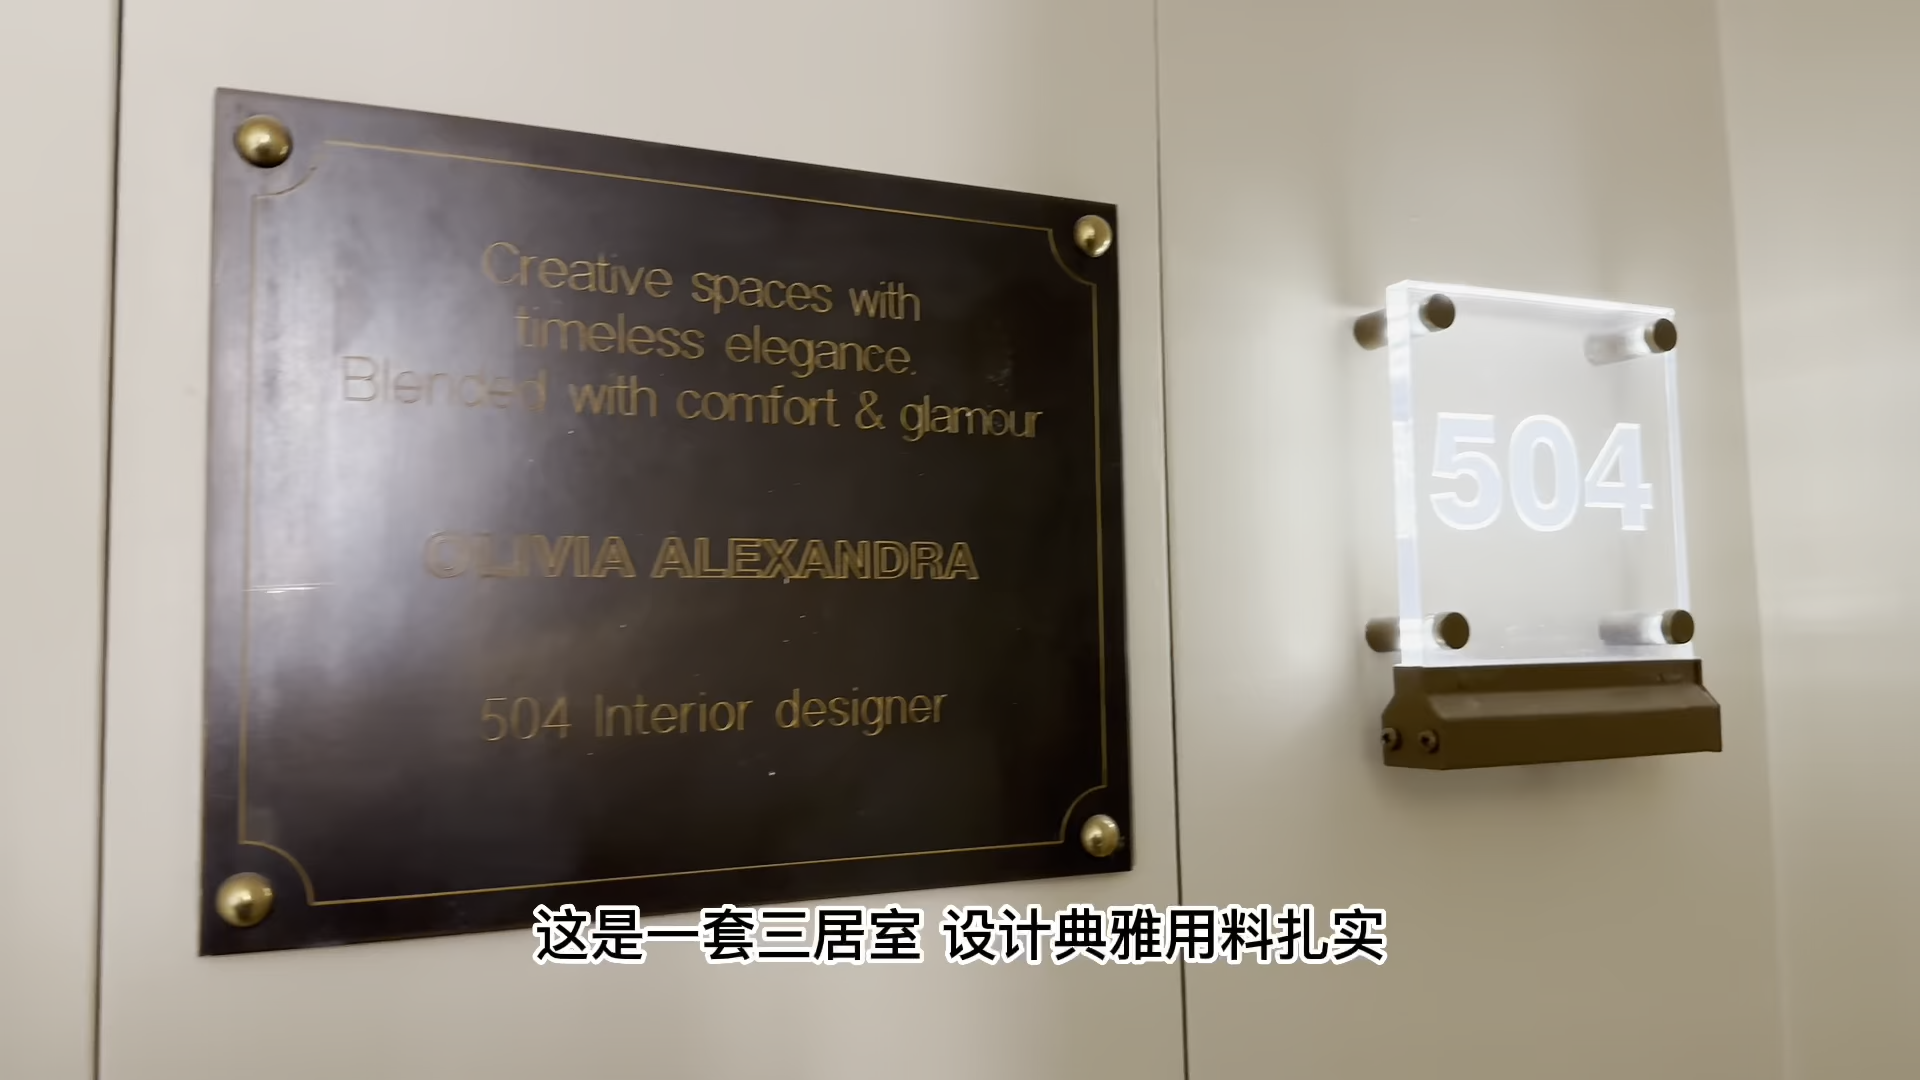 Creative spaces with
timeless elegance.
Blended with comfort & glamour
OLIVIA ALEXANDRA
504 Interior designer
504
这是一套三居室 设计典雅用料扎实